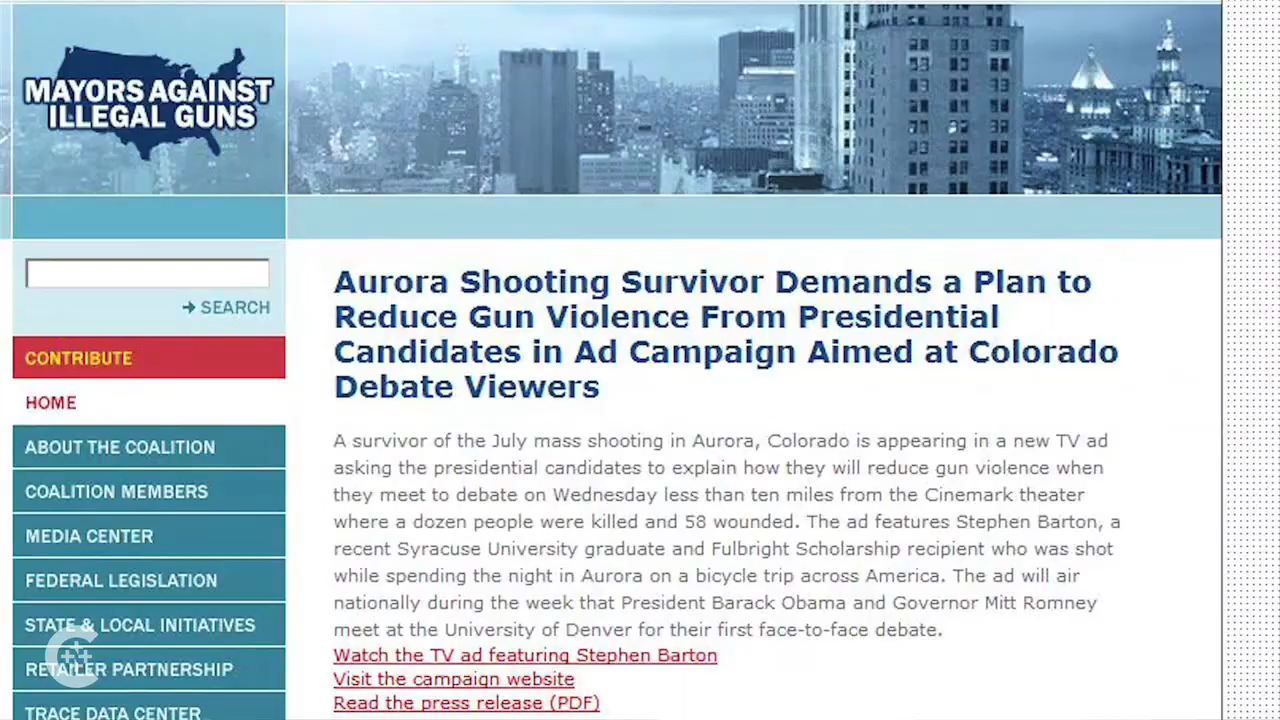 MAYORS AGAINST
ILLEGAL GUNS
SEARCH
CONTRIBUTE
HOME
ABOUT THE COALITION
COALITION MEMBERS
MEDIA CENTER
FEDERAL LEGISLATION
STATE & LOCAL INITIATIVES
RETAILER PARTNERSHIP
TRACE DATA CENTER
Aurora Shooting Survivor Demands a Plan to
Reduce Gun Violence From Presidential
Candidates in Ad Campaign Aimed at Colorado
Debate Viewers
A survivor of the July mass shooting in Aurora, Colorado is appearing in a new TV ad
asking the presidential candidates to explain how they will reduce gun violence when
they meet to debate on Wednesday less than ten miles from the Cinemark theater
where a dozen people were killed and 58 wounded. The ad features Stephen Barton, a
recent Syracuse University graduate and Fulbright Scholarship recipient who was shot
while spending the night in Aurora on a bicycle trip across America. The ad will air
nationally during the week that President Barack Obama and Governor Mitt Romney
meet at the University of Denver for their first face-to-face debate.
Watch the TV ad featuring Stephen Barton
Visit the campaign website
Read the press release (PDF)